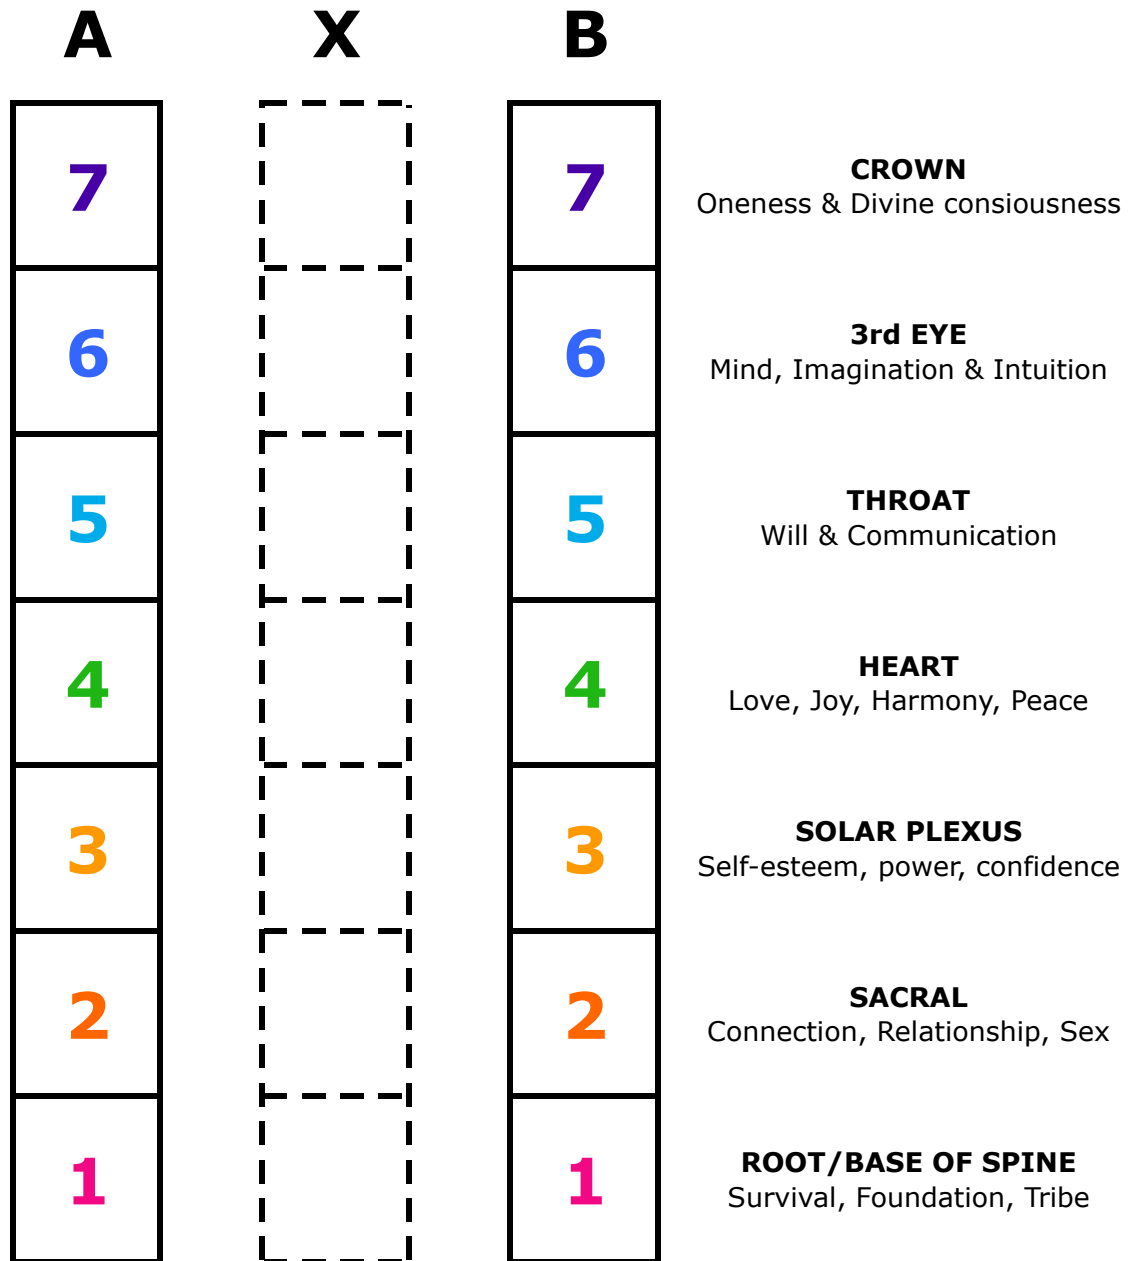 A X B
7 7 CROWN
Oneness & Divine consiousness
6 6 3rd EYE
Mind, Imagination & Intuition
5 5 THROAT
Will & Communication
4 4 HEART
Love, Joy, Harmony, Peace
3 3 SOLAR PLEXUS
Self-esteem, power, confidence
2 2 SACRAL
Connection, Relationship, Sex
1 1 ROOT/BASE OF SPINE
Survival, Foundation, Tribe